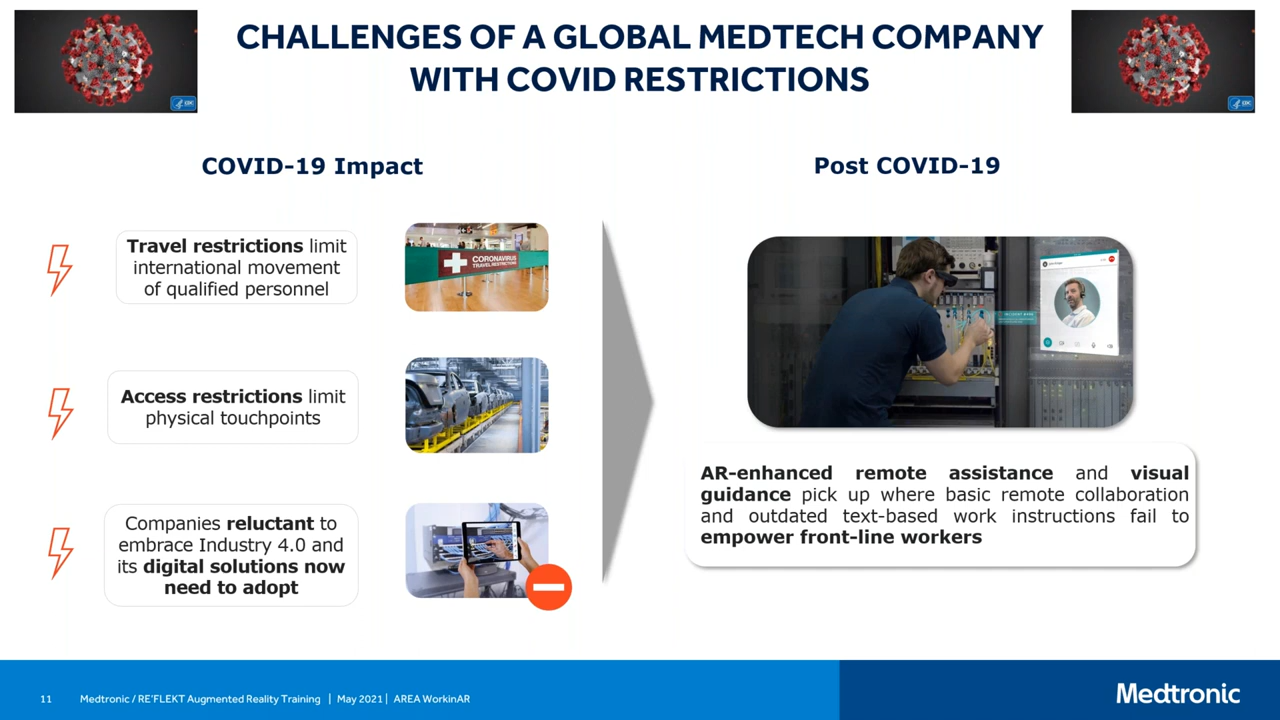 CHALLENGES OF A GLOBAL MEDTECH COMPANY
WITH COVID RESTRICTIONS
COVID-19 Impact
Travel restrictions limit
international movement
of qualified personnel
CORONAVIRUS
TRAVEL RESTRICTIONS
Access restrictions limit
physical touchpoints
Companies reluctant to
embrace Industry 4.0 and
its digital solutions now
need to adopt
Post COVID-19
AR-enhanced remote assistance and visual
guidance pick up where basic remote collaboration
and outdated text-based work instructions fail to
empower front-line workers
11 Medtronic / RE'FLEKT Augmented Reality Training | May 2021 | AREA WorkinAR
Medtronic